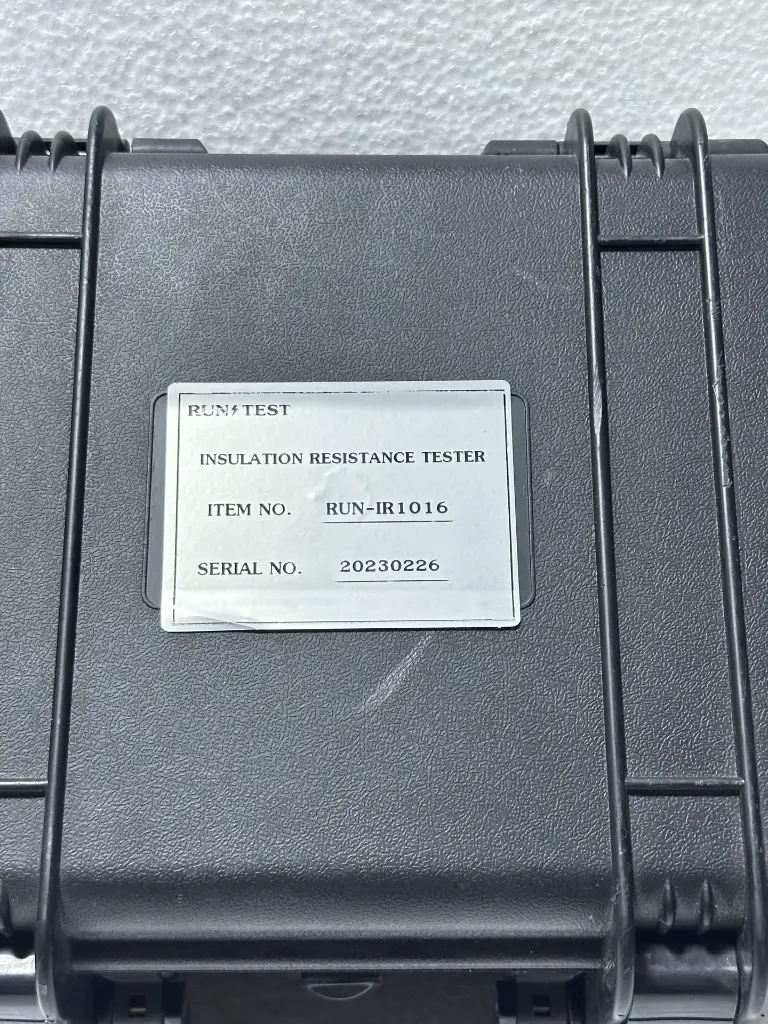 RUN⚡TEST
INSULATION RESISTANCE TESTER
ITEM NO. RUN-IR1016
SERIAL NO. 20230226